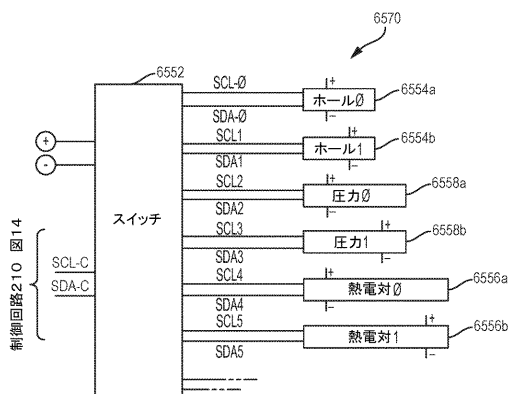 6570
6552
SCL-Ø
SDA-Ø
+
ホールØ
−
6554a
SCL1
SDA1
+
ホール1
−
6554b
+
-
SCL2
SDA2
+
圧力Ø
−
6558a
スイッチ
SCL3
SDA3
+
圧力1
−
6558b
制御回路210 図14
SCL-C
SDA-C
SCL4
SDA4
+
熱電対Ø
−
6556a
SCL5
SDA5
+
熱電対1
−
6556b